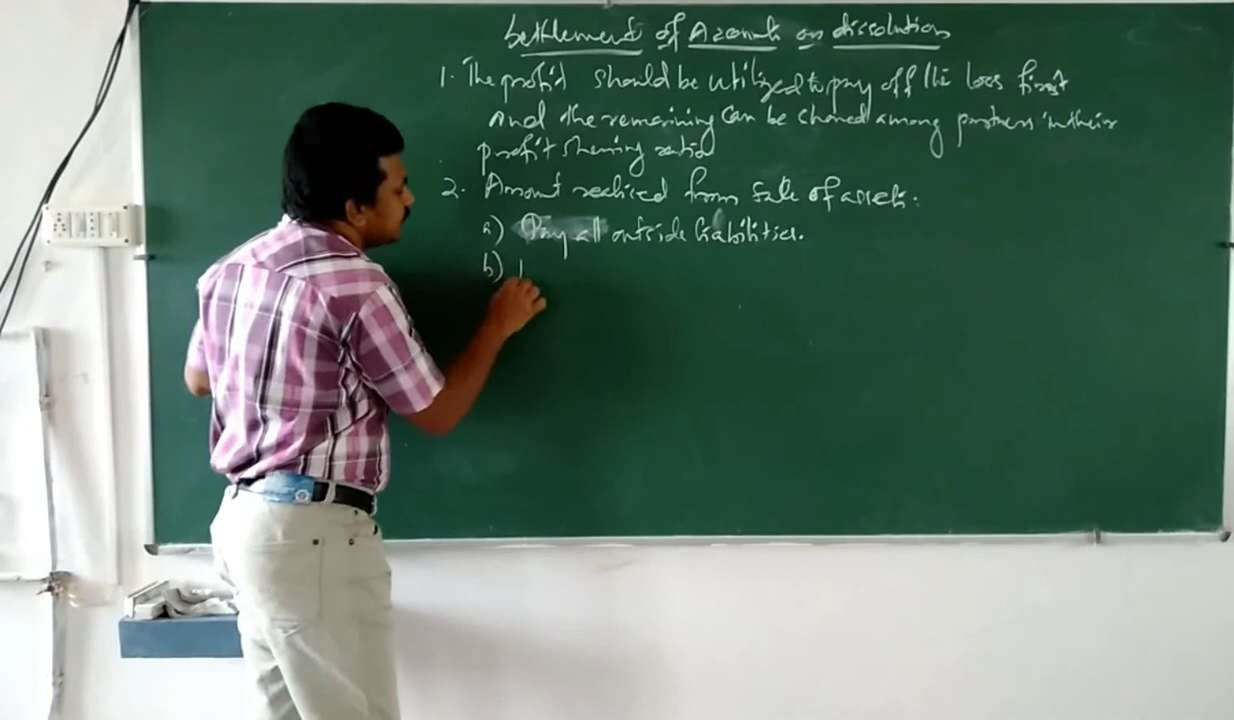 Settlement of Accounts on dissolution
1. The profit should be utilized to pay off the loss first
and the remaining can be shared among partners in their
profit sharing ratio
2. Amount realised from Sale of assets.
a) Pay all outside liabilities.
b)